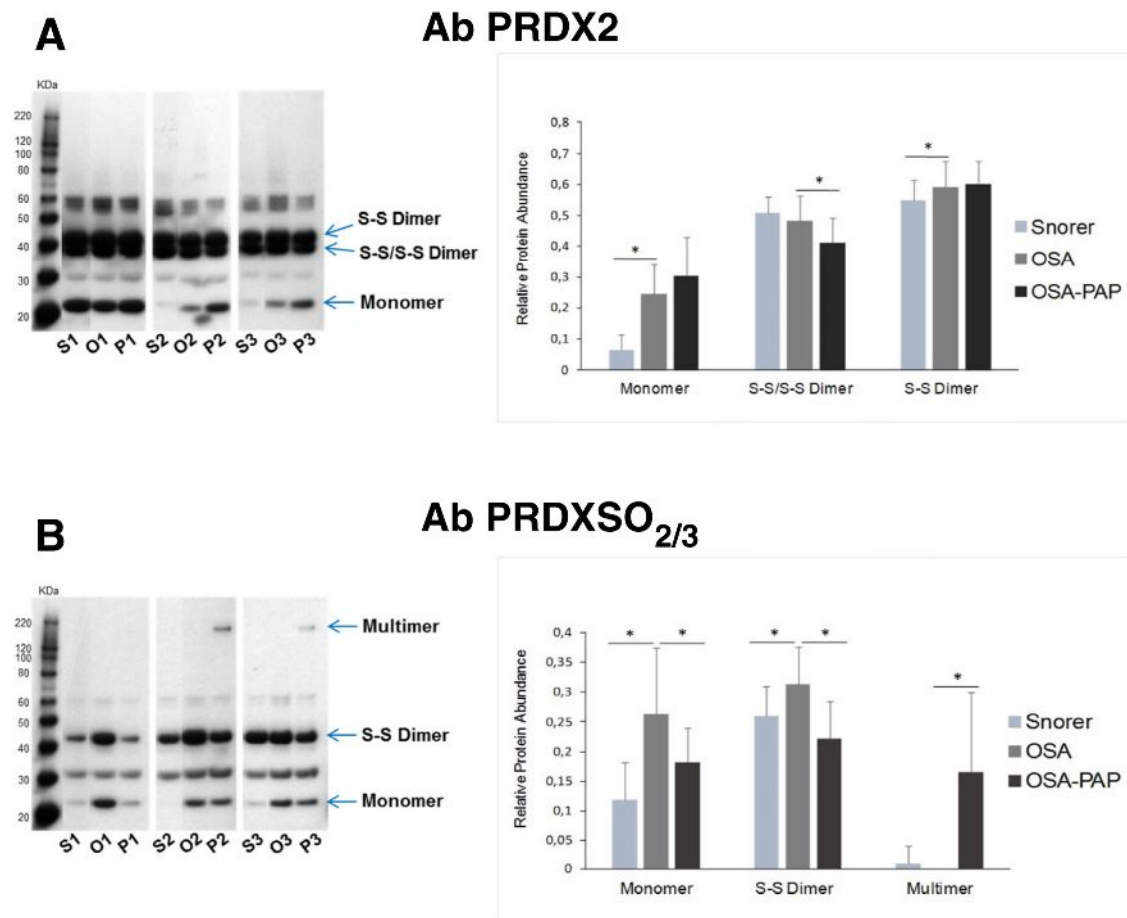 A
Ab PRDX2
KDa
220
120
100
80
60
50
40
30
20
S-S Dimer
S-S/S-S Dimer
Monomer
S1 O1 P1 S2 O2 P2 S3 O3 P3
Relative Protein Abundance
0,8
0,7
0,6
0,5
0,4
0,3
0,2
0,1
0
*
*
*
Monomer
S-S/S-S Dimer
S-S Dimer
Snorer
OSA
OSA-PAP
B
Ab PRDXSO2/3
KDa
220
120
100
80
60
50
40
30
20
Multimer
S-S Dimer
Monomer
S1 O1 P1 S2 O2 P2 S3 O3 P3
Relative Protein Abundance
0,4
0,35
0,3
0,25
0,2
0,15
0,1
0,05
0
* *
* *
*
Monomer
S-S Dimer
Multimer
Snorer
OSA
OSA-PAP